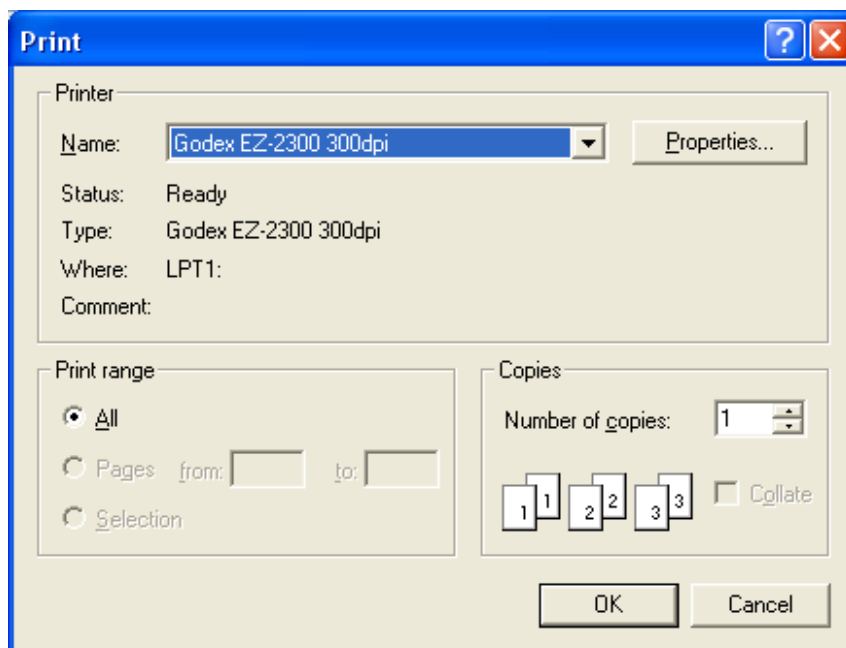 Print
Printer
Name: Godex EZ-2300 300dpi Properties...
Status: Ready
Type: Godex EZ-2300 300dpi
Where: LPT1:
Comment:
Print range
All
Pages from: to:
Selection
Copies
Number of copies: 1
1 1 2 2 3 3 Collate
OK Cancel